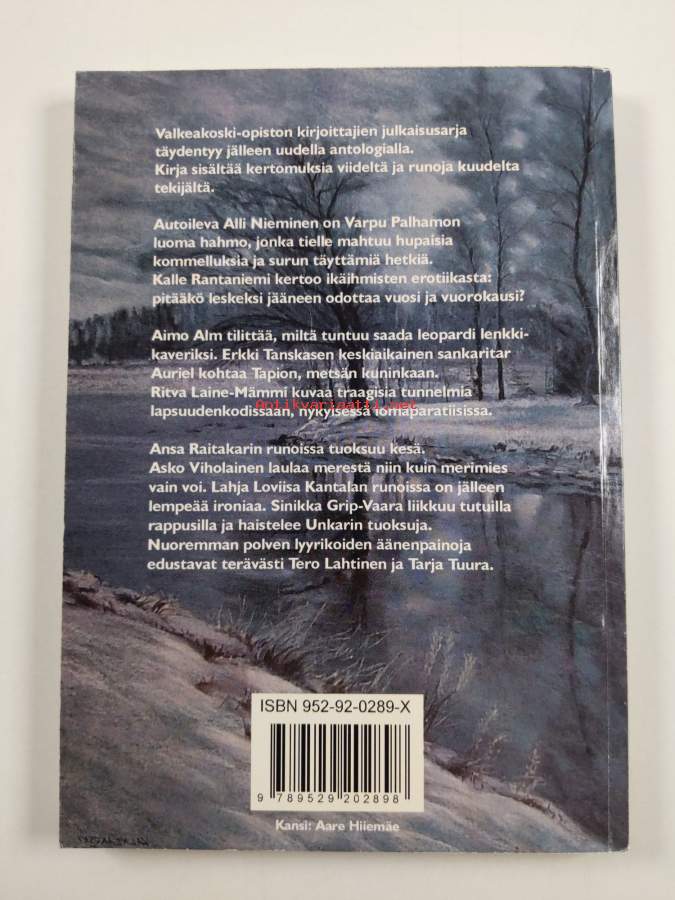 Valkeakoski-opiston kirjoittajien julkaisusarja
täydentyy jälleen uudella antologialla.
Kirja sisältää kertomuksia viideltä ja runoja kuudelta
tekijältä.
Autoileva Alli Nieminen on Varpu Palhamon
luoma hahmo, jonka tielle mahtuu hupaisia
kommelluksia ja surun täyttämiä hetkiä.
Kalle Rantaniemi kertoo ikäihmisten erotiikasta:
pitääkö leskeksi jääneen odottaa vuosi ja vuorokausi?
Aimo Alm tilittää, miltä tuntuu saada leopardi lenkki-
kaveriksi. Erkki Tanskasen keskiaikainen sankaritar
Auriel kohtaa Tapion, metsän kuninkaan.
Ritva Laine-Mämmi kuvaa traagisia tunnelmia
antikvariaatti.net
lapsuudenkodissaan, nykyisessä lomaparatiisissa.
Ansa Raitakarin runoissa tuoksuu kesä.
Asko Viholainen laulaa merestä niin kuin merimies
vain voi. Lahja Loviisa Kantalan runoissa on jälleen
lempeää ironiaa. Sinikka Grip-Vaara liikkuu tutuilla
rappusilla ja haistelee Unkarin tuoksuja.
Nuoremman polven lyyrikoiden äänenpainoja
edustavat terävästi Tero Lahtinen ja Tarja Tuura.
ISBN 952-92-0289-X
9 789529 202898
Kansi: Aare Hiiemäe